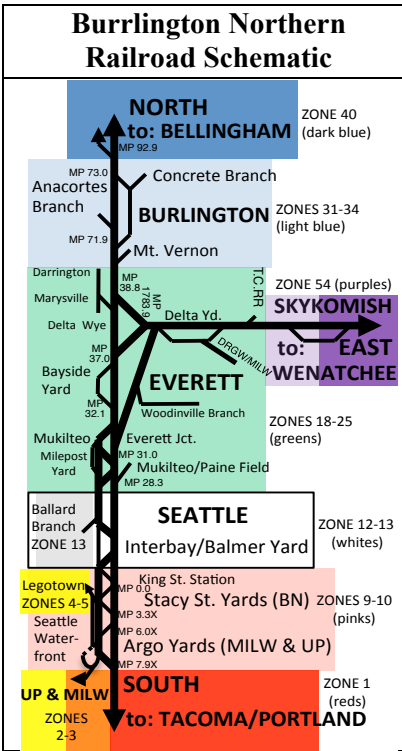 Burrlington Northern
Railroad Schematic
NORTH
to: BELLINGHAM
MP 92.9
ZONE 40
(dark blue)
MP 73.0
Concrete Branch
Anacortes
Branch
BURLINGTON
ZONES 31-34
(light blue)
MP 71.9
Mt. Vernon
Darrington
Marysville
Delta Wye
MP
38.8
MP
1783.9
Delta Yd.
T.C.RR
DRGW/MILW
ZONE 54 (purples)
SKYKOMISH
to: EAST
WENATCHEE
MP
37.0
Bayside
Yard
EVERETT
MP
32.1
Woodinville Branch
ZONES 18-25
(greens)
Mukilteo
Milepost
Yard
Everett Jct.
MP 31.0
Mukilteo/Paine Field
MP 28.3
Ballard
Branch
ZONE 13
SEATTLE
Interbay/Balmer Yard
ZONE 12-13
(whites)
Legotown
ZONES 4-5
King St. Station
MP 0.0
Stacy St. Yards (BN)
ZONES 9-10
(pinks)
MP 3.3X
Seattle
Water-
front
MP 6.0X
Argo Yards (MILW & UP)
MP 7.9X
UP & MILW
ZONES
2-3
SOUTH
to: TACOMA/PORTLAND
ZONE 1
(reds)